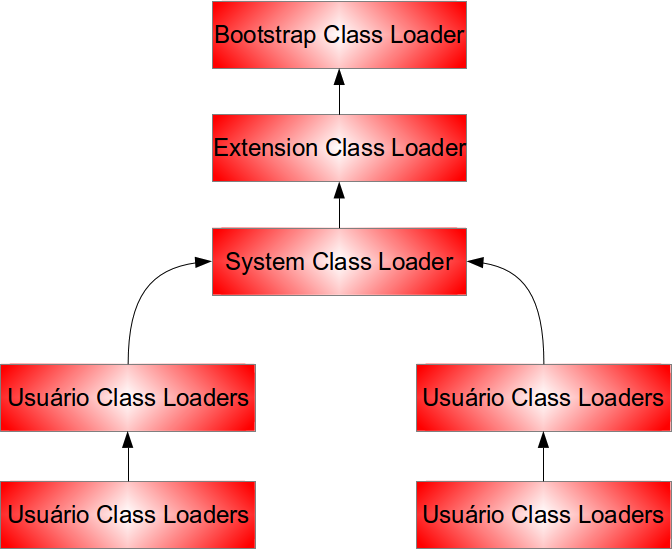 Bootstrap Class Loader
Extension Class Loader
System Class Loader
Usuário Class Loaders
Usuário Class Loaders
Usuário Class Loaders
Usuário Class Loaders